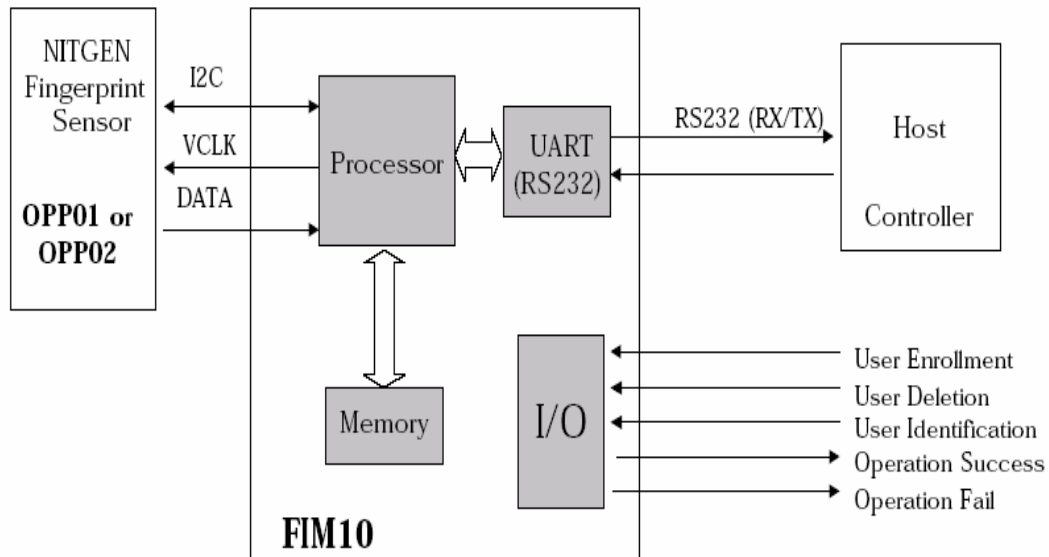 NITGEN
Fingerprint
Sensor
OPP01 or
OPP02
I2C
VCLK
DATA
Processor
UART
(RS232)
Memory
I/O
FIM10
RS232 (RX/TX)
Host
Controller
User Enrollment
User Deletion
User Identification
Operation Success
Operation Fail